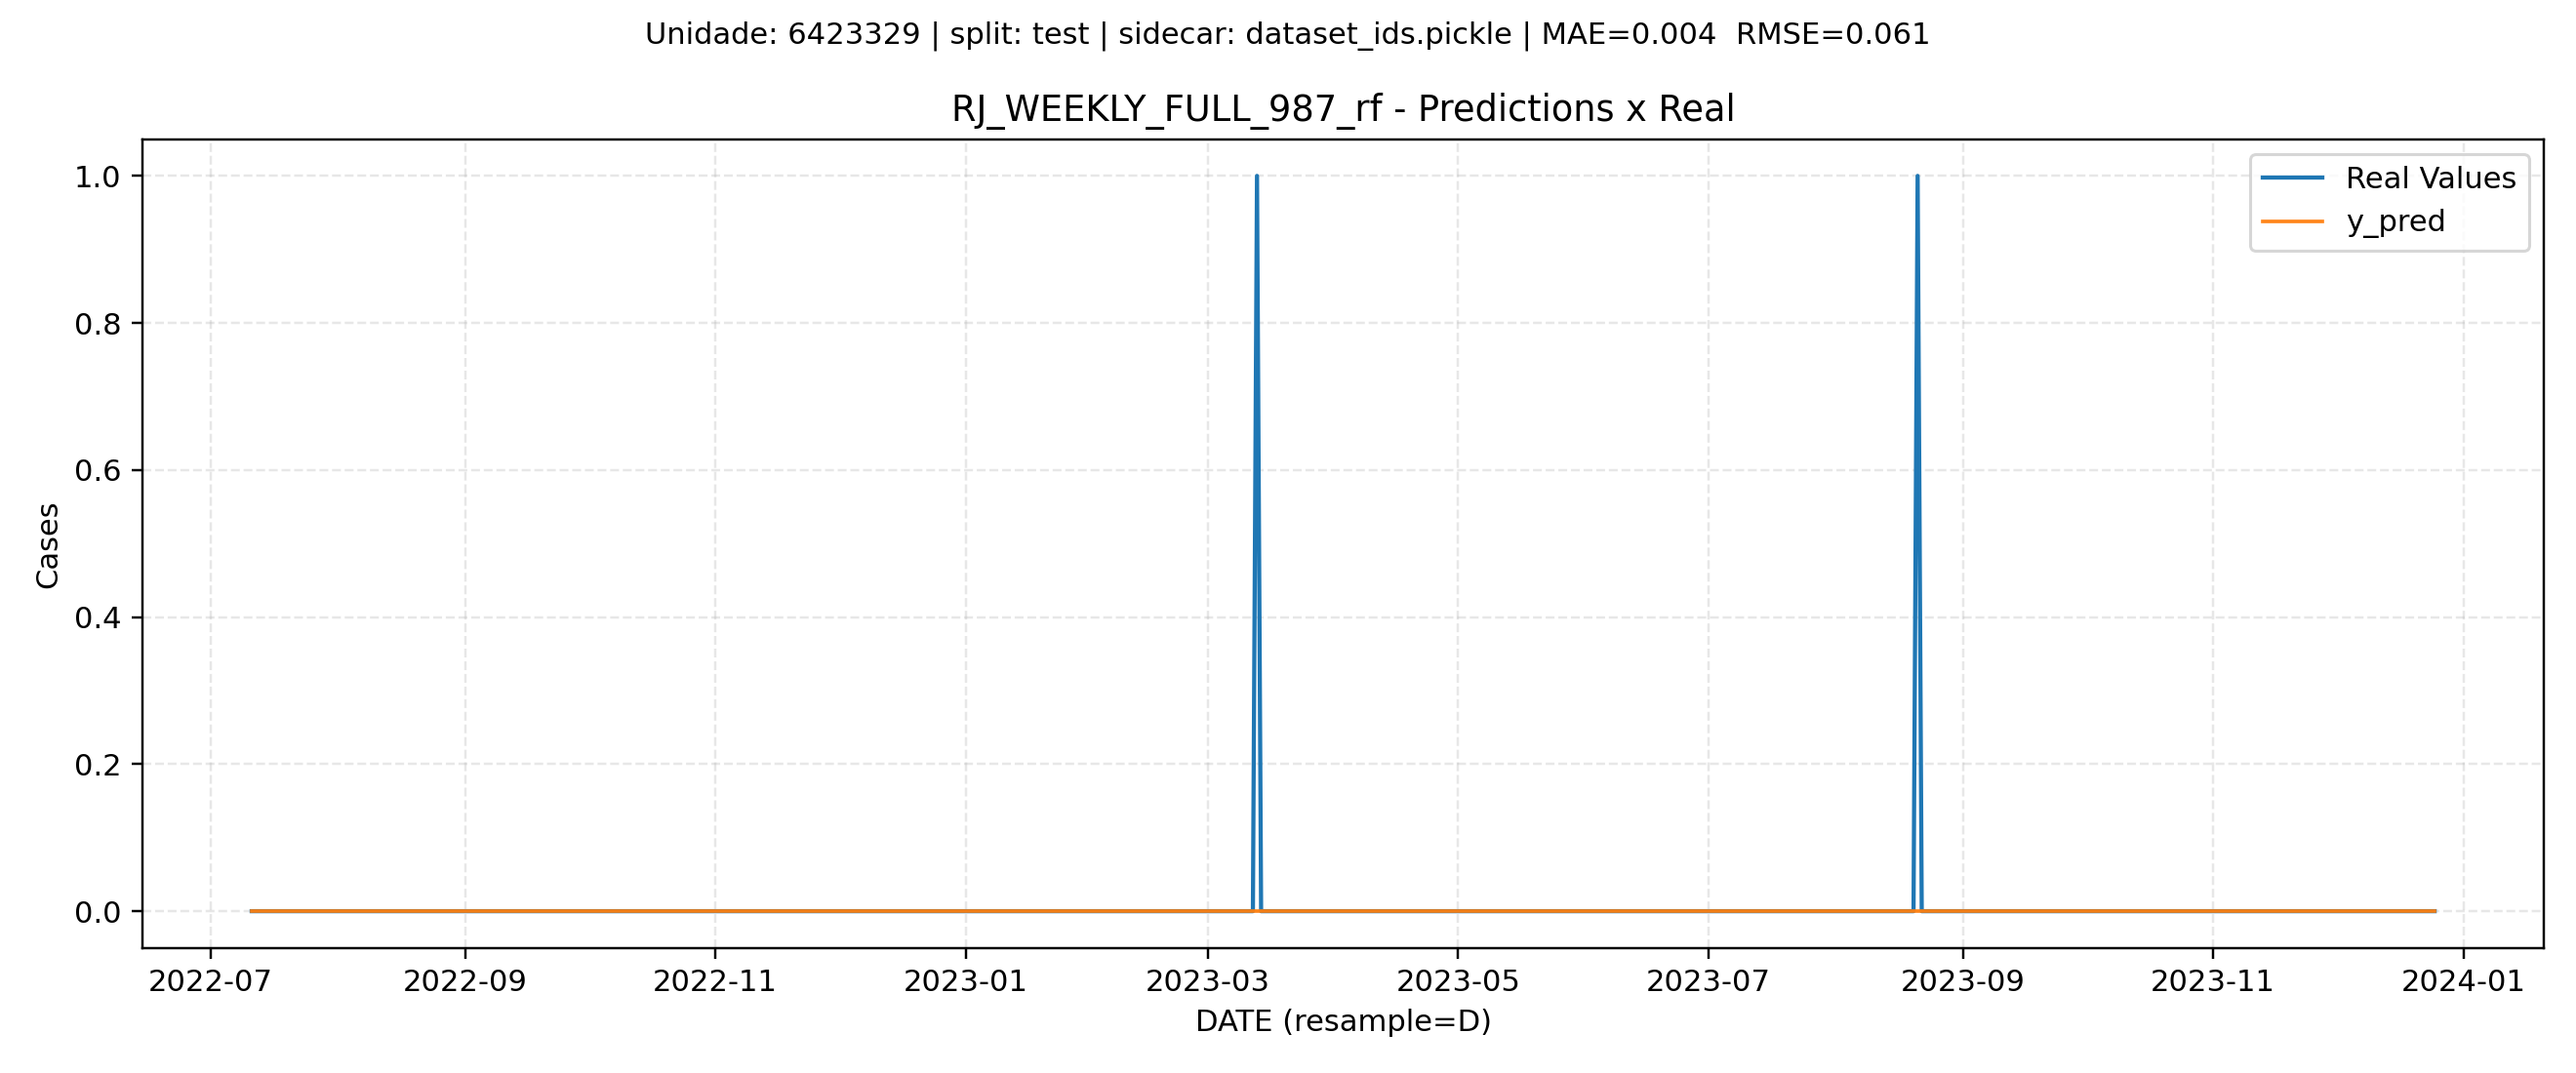 Unidade: 6423329 | split: test | sidecar: dataset_ids.pickle | MAE=0.004  RMSE=0.061
RJ_WEEKLY_FULL_987_rf - Predictions x Real
Real Values
y_pred
Cases
1.0
0.8
0.6
0.4
0.2
0.0
2022-07
2022-09
2022-11
2023-01
2023-03
2023-05
2023-07
2023-09
2023-11
2024-01
DATE (resample=D)